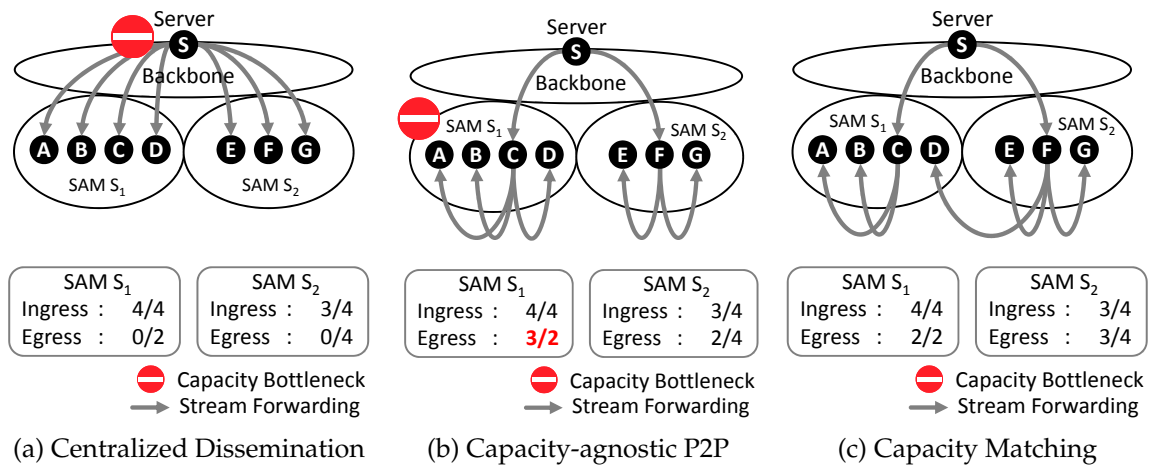 Server
S
Backbone
A B C D E F G
SAM S1
SAM S2
SAM S1
Ingress : 4/4
Egress : 0/2
SAM S2
Ingress : 3/4
Egress : 0/4
Capacity Bottleneck
Stream Forwarding
(a) Centralized Dissemination
Server
S
Backbone
SAM S1
SAM S2
A B C D E F G
SAM S1
Ingress : 4/4
Egress : 3/2
SAM S2
Ingress : 3/4
Egress : 2/4
Capacity Bottleneck
Stream Forwarding
(b) Capacity-agnostic P2P
Server
S
Backbone
SAM S1
SAM S2
A B C D E F G
SAM S1
Ingress : 4/4
Egress : 2/2
SAM S2
Ingress : 3/4
Egress : 3/4
Capacity Bottleneck
Stream Forwarding
(c) Capacity Matching